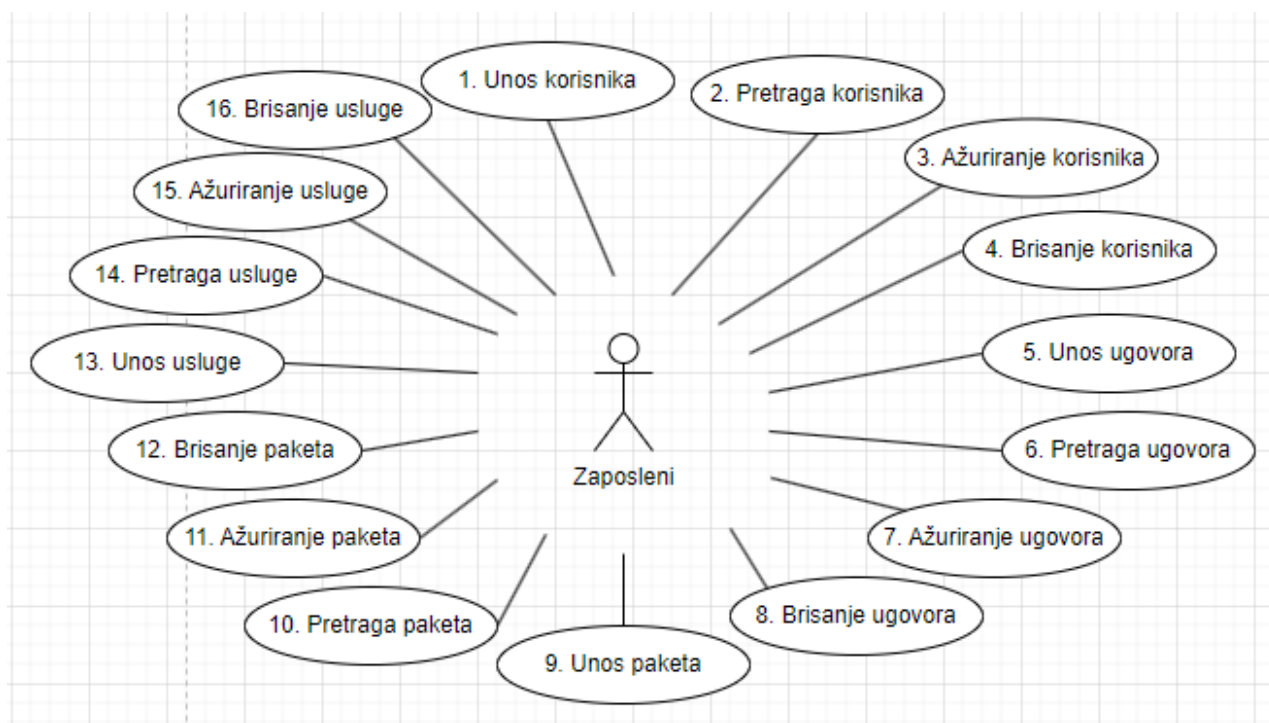 1. Unos korisnika
2. Pretraga korisnika
3. Ažuriranje korisnika
4. Brisanje korisnika
5. Unos ugovora
6. Pretraga ugovora
7. Ažuriranje ugovora
8. Brisanje ugovora
9. Unos paketa
10. Pretraga paketa
11. Ažuriranje paketa
12. Brisanje paketa
13. Unos usluge
14. Pretraga usluge
15. Ažuriranje usluge
16. Brisanje usluge
Zaposleni